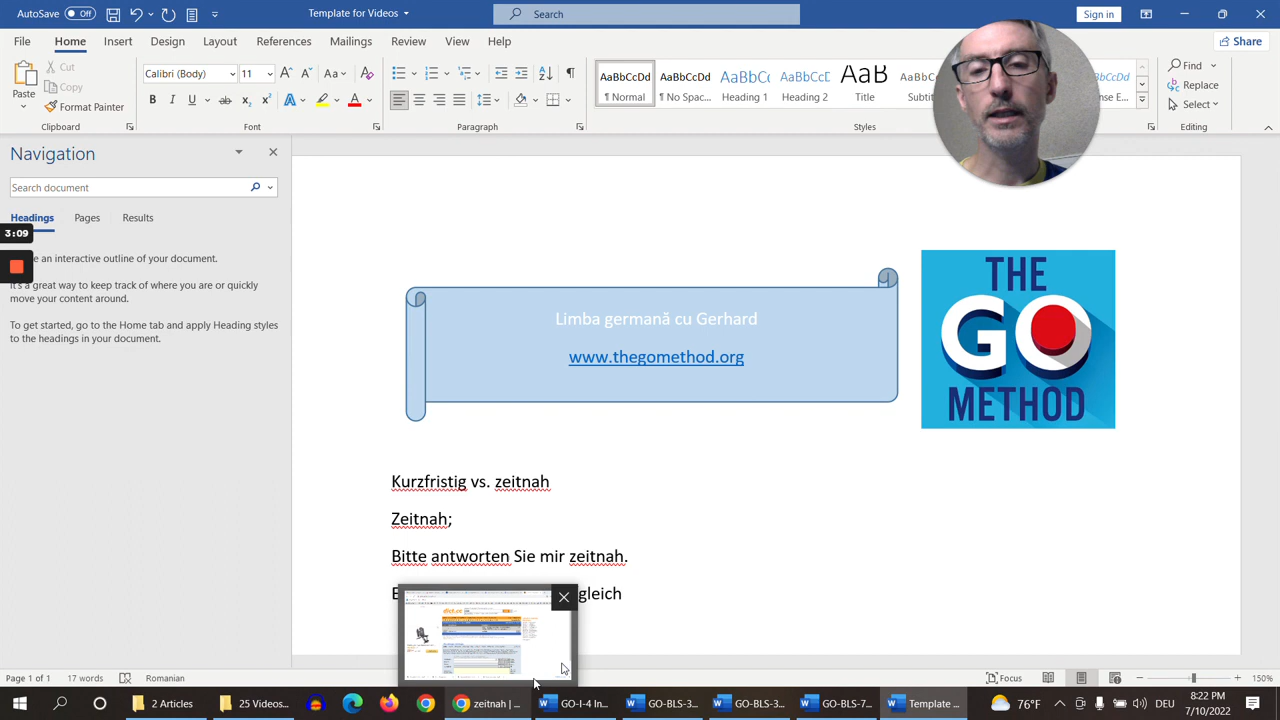 AutoSave
Off
Template for Videos
Search
Sign in
File Home Insert Design Layout References Mailings Review View Help
Share
Paste
Cut
Copy
Format Painter
Clipboard
Calibri (Body)
11
Font
Paragraph
AaBbCcDd
¶ Normal
AaBbCcDd
¶ No Spac...
AaBbCc
Heading 1
AaBbCcD
Heading 2
AaB
Title
Styles
Find
Replace
Select
Editing
Navigation
Search document
Headings Pages Results
3:09
an interactive outline of your document.
It's a great way to keep track of where you are or quickly
move your content around.
To get started, go to the Home tab and apply Heading styles
to the headings in your document.
Limba germană cu Gerhard
www.thegomethod.org
THE
GO
METHOD
Kurzfristig vs. zeitnah
Zeitnah;
Bitte antworten Sie mir zeitnah.
gleich
dict.cc
Page 1 of 1
17 words
Romanian
Focus
150%
2 Articole
25 Videos...
zeitnah |...
GO-I-4 In...
GO-BLS-3...
GO-BLS-3...
GO-BLS-7...
Template ...
76°F
8:22 PM
7/10/2022